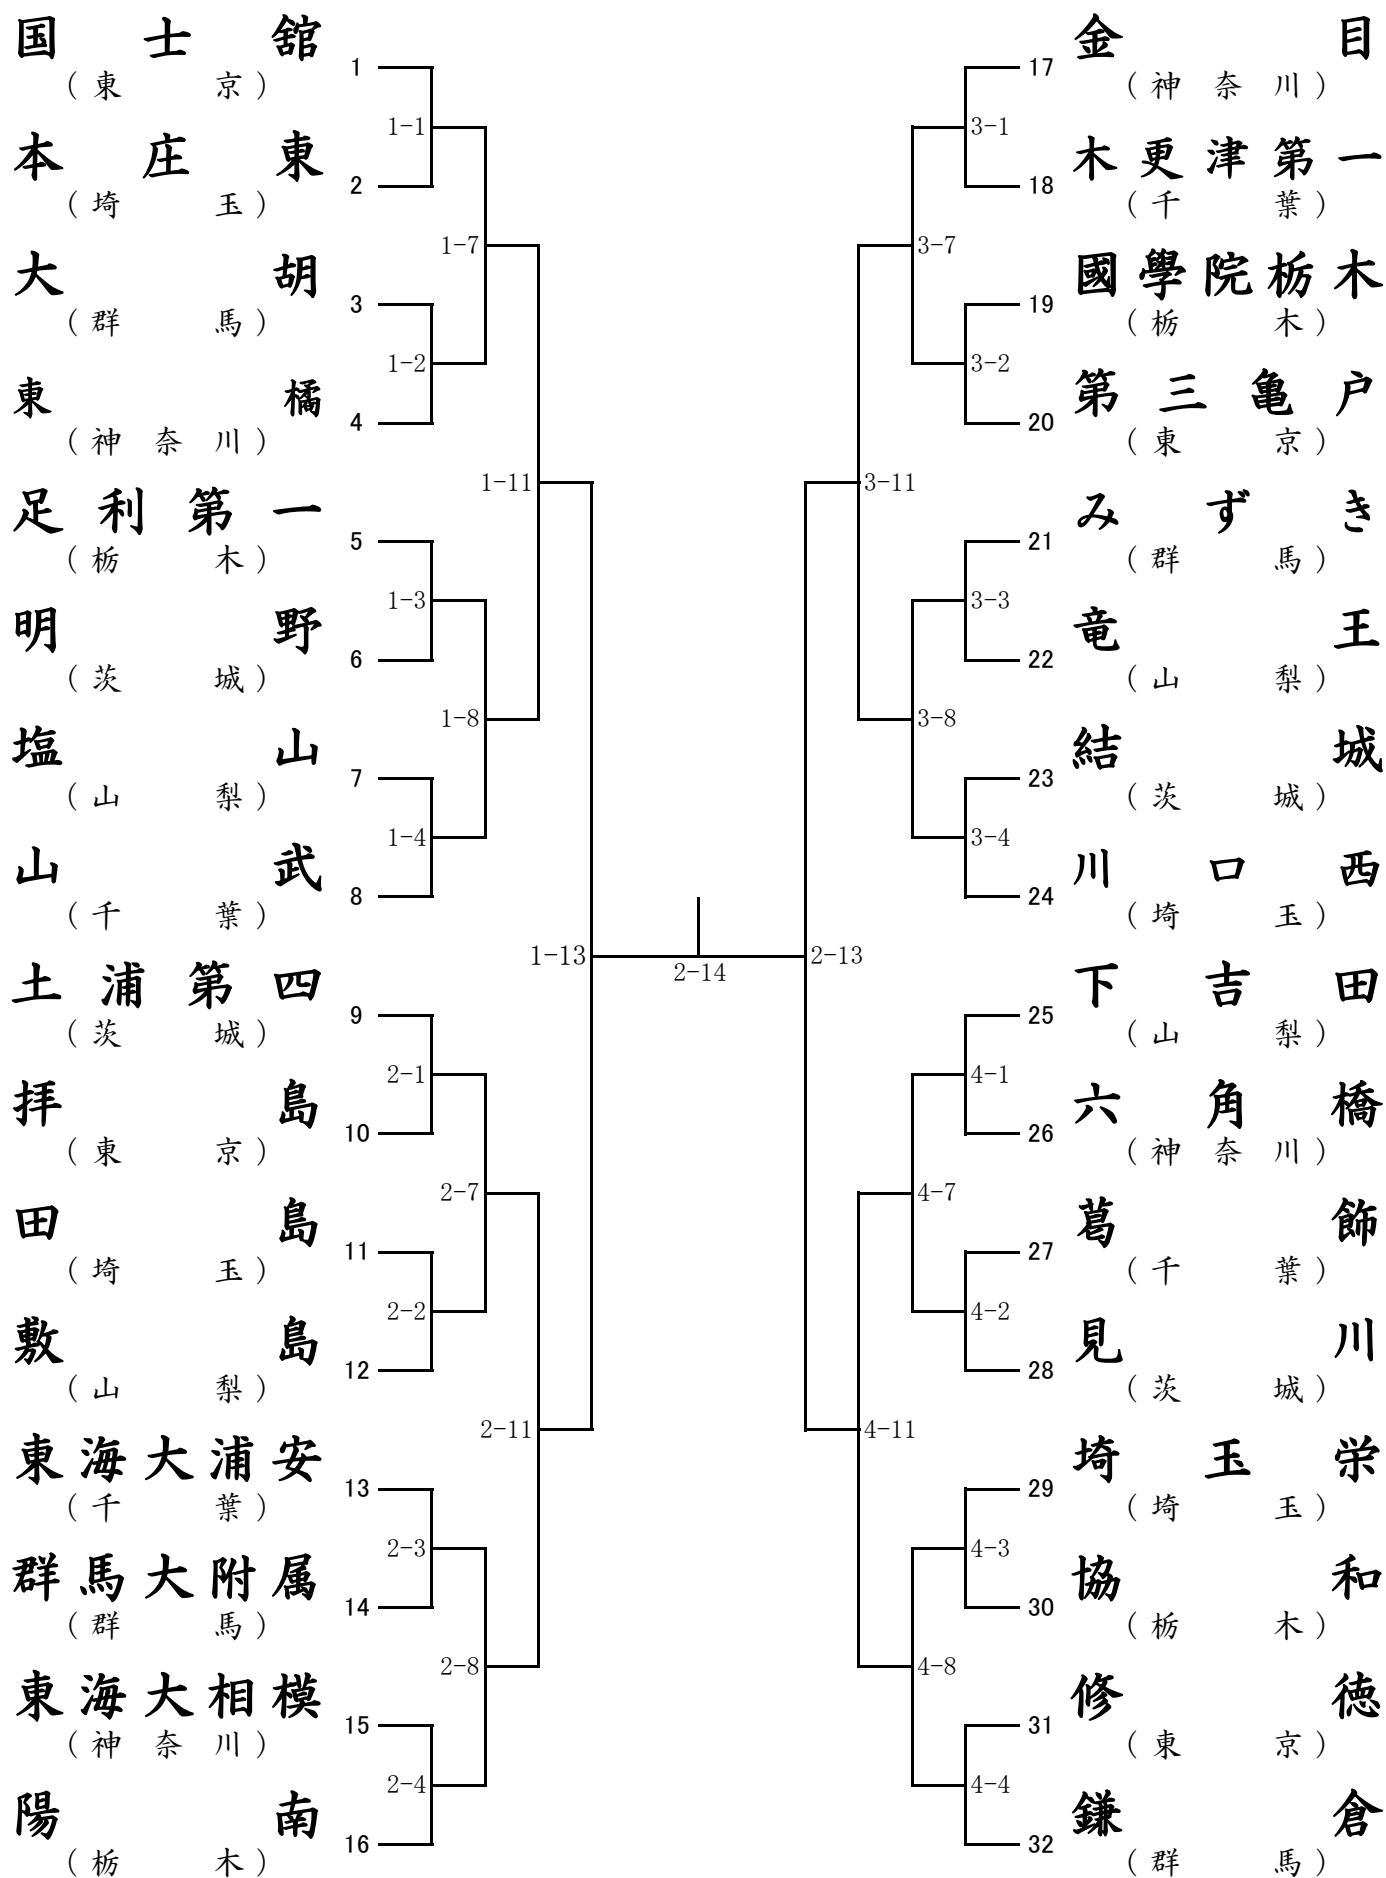 国士舘
(東京)
1
1-1
本庄東
(埼玉)
2
1-7
大胡
(群馬)
3
1-2
東橘
(神奈川)
4
1-11
足利第一
(栃木)
5
1-3
明野
(茨城)
6
1-8
塩山
(山梨)
7
1-4
山武
(千葉)
8
1-13
土浦第四
(茨城)
9
2-1
拝島
(東京)
10
2-7
田島
(埼玉)
11
2-2
敷島
(山梨)
12
2-11
東海大浦安
(千葉)
13
2-3
群馬大附属
(群馬)
14
2-8
東海大相模
(神奈川)
15
2-4
陽南
(栃木)
16
2-14
金目
(神奈川)
17
3-1
木更津第一
(千葉)
18
3-7
國學院栃木
(栃木)
19
3-2
第三亀戸
(東京)
20
3-11
みずき
(群馬)
21
3-3
竜王
(山梨)
22
3-8
結城
(茨城)
23
3-4
川口西
(埼玉)
24
2-13
下吉田
(山梨)
25
4-1
六角橋
(神奈川)
26
4-7
葛飾
(千葉)
27
4-2
見川
(茨城)
28
4-11
埼玉栄
(埼玉)
29
4-3
協和
(栃木)
30
4-8
修徳
(東京)
31
4-4
鎌倉
(群馬)
32